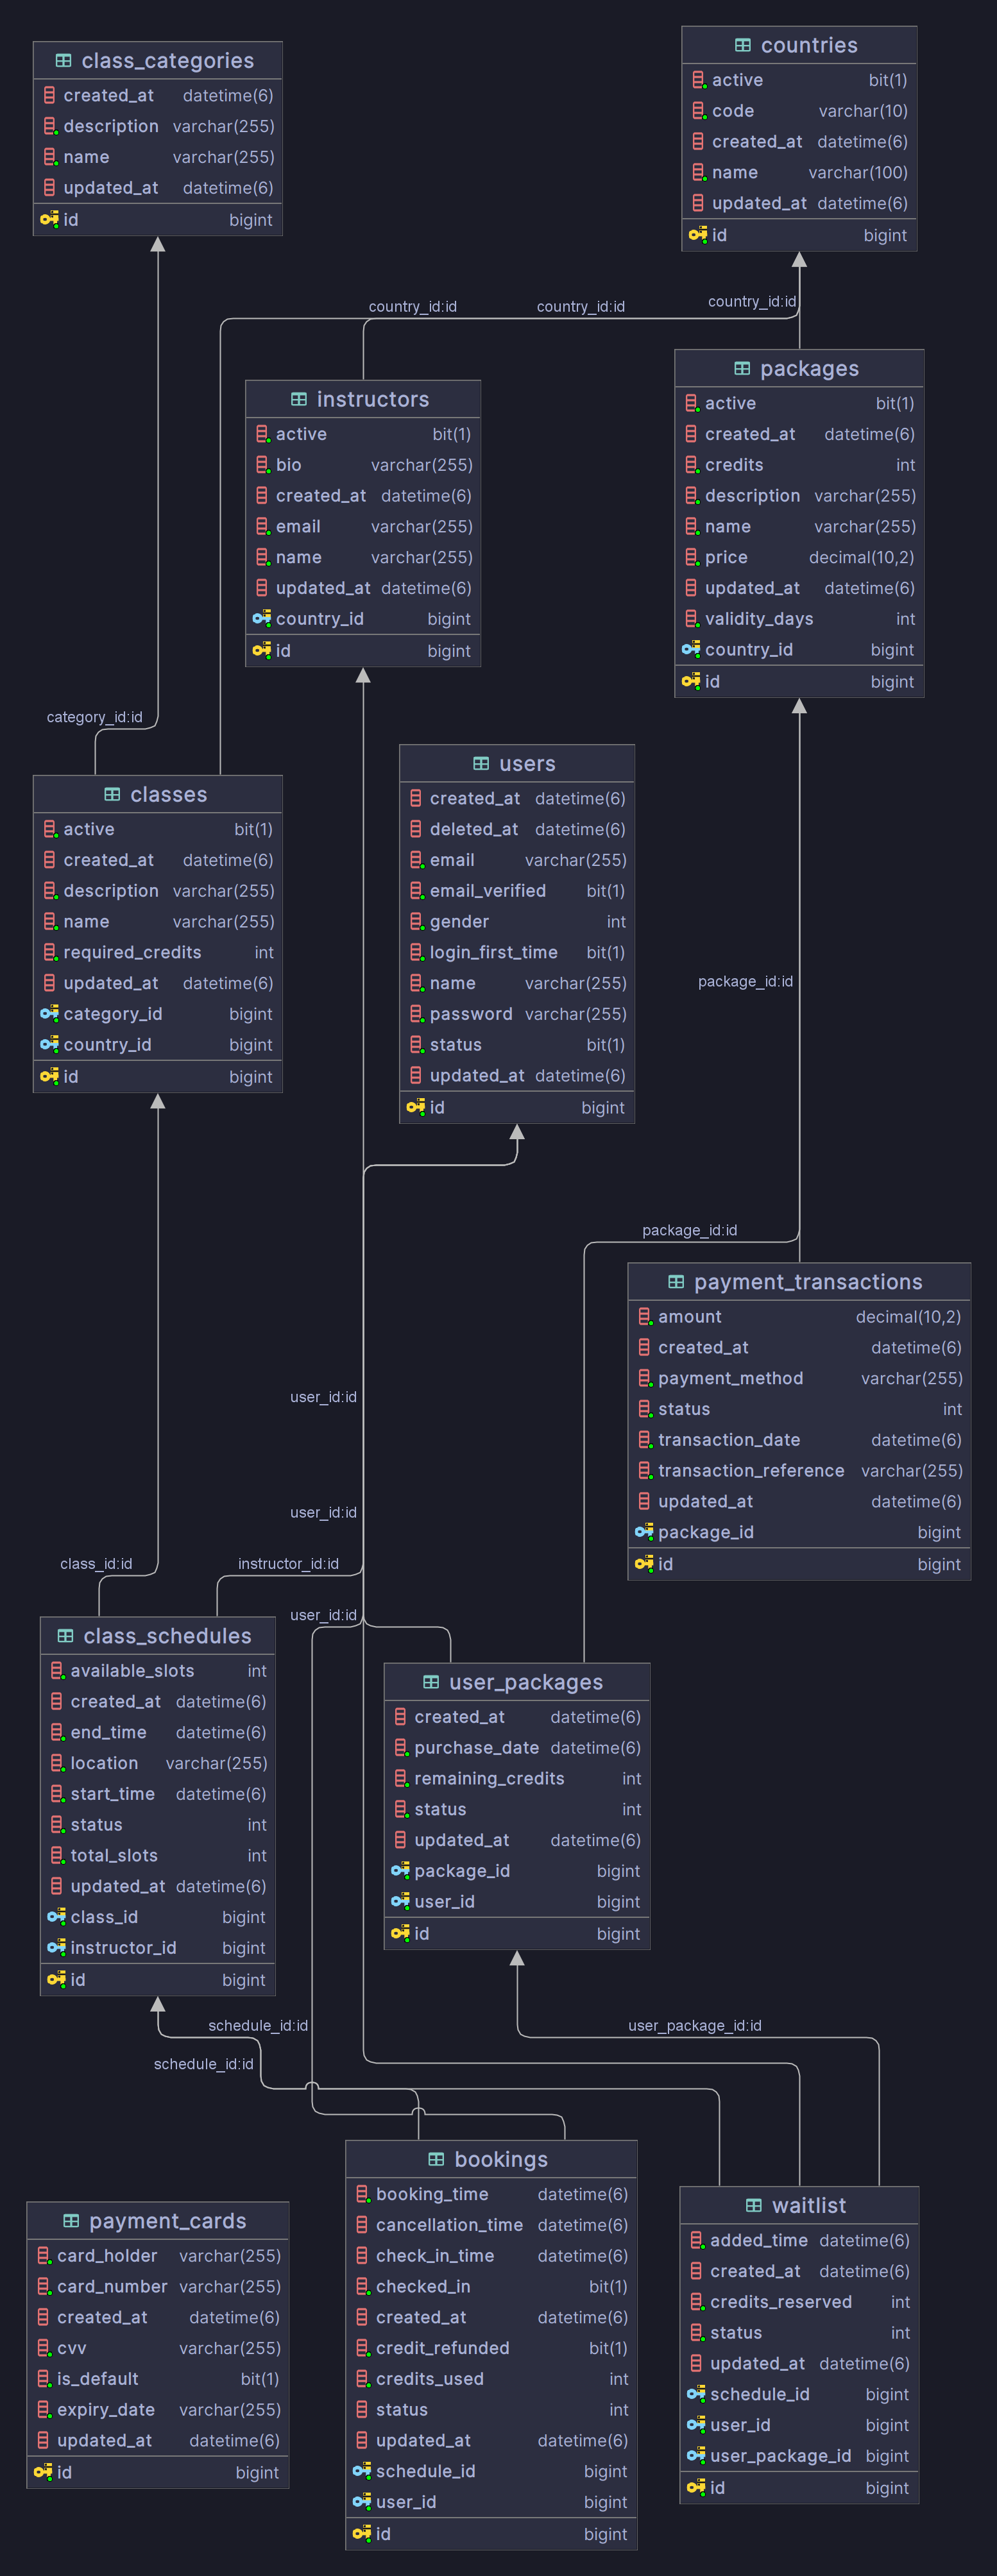 class_categories
created_at datetime(6)
description varchar(255)
name varchar(255)
updated_at datetime(6)
id bigint
countries
active bit(1)
code varchar(10)
created_at datetime(6)
name varchar(100)
updated_at datetime(6)
id bigint
country_id:id
country_id:id
country_id:id
instructors
active bit(1)
bio varchar(255)
created_at datetime(6)
email varchar(255)
name varchar(255)
updated_at datetime(6)
country_id bigint
id bigint
packages
active bit(1)
created_at datetime(6)
credits int
description varchar(255)
name varchar(255)
price decimal(10,2)
updated_at datetime(6)
validity_days int
country_id bigint
id bigint
category_id:id
classes
active bit(1)
created_at datetime(6)
description varchar(255)
name varchar(255)
required_credits int
updated_at datetime(6)
category_id bigint
country_id bigint
id bigint
users
created_at datetime(6)
deleted_at datetime(6)
email varchar(255)
email_verified bit(1)
gender int
login_first_time bit(1)
name varchar(255)
password varchar(255)
status bit(1)
updated_at datetime(6)
id bigint
package_id:id
package_id:id
payment_transactions
amount decimal(10,2)
created_at datetime(6)
payment_method varchar(255)
status int
transaction_date datetime(6)
transaction_reference varchar(255)
updated_at datetime(6)
package_id bigint
id bigint
user_id:id
user_id:id
class_id:id
instructor_id:id
user_id:id
class_schedules
available_slots int
created_at datetime(6)
end_time datetime(6)
location varchar(255)
start_time datetime(6)
status int
total_slots int
updated_at datetime(6)
class_id bigint
instructor_id bigint
id bigint
user_packages
created_at datetime(6)
purchase_date datetime(6)
remaining_credits int
status int
updated_at datetime(6)
package_id bigint
user_id bigint
id bigint
schedule_id:id
user_package_id:id
schedule_id:id
payment_cards
card_holder varchar(255)
card_number varchar(255)
created_at datetime(6)
cvv varchar(255)
is_default bit(1)
expiry_date varchar(255)
updated_at datetime(6)
id bigint
bookings
booking_time datetime(6)
cancellation_time datetime(6)
check_in_time datetime(6)
checked_in bit(1)
created_at datetime(6)
credit_refunded bit(1)
credits_used int
status int
updated_at datetime(6)
schedule_id bigint
user_id bigint
id bigint
waitlist
added_time datetime(6)
created_at datetime(6)
credits_reserved int
status int
updated_at datetime(6)
schedule_id bigint
user_id bigint
user_package_id bigint
id bigint